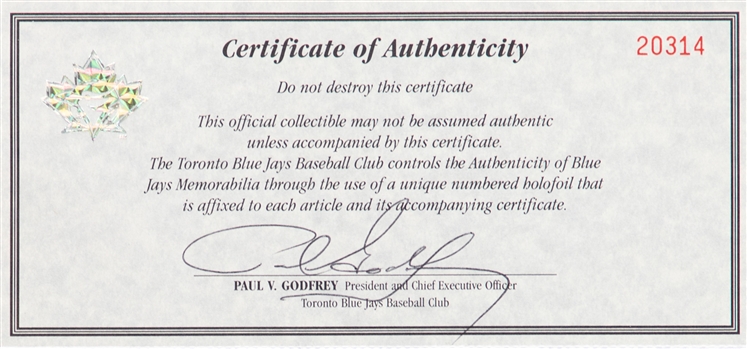 Certificate of Authenticity
20314
Do not destroy this certificate
This official collectible may not be assumed authentic
unless accompanied by this certificate.
The Toronto Blue Jays Baseball Club controls the Authenticity of Blue
Jays Memorabilia through the use of a unique numbered holofoil that
is affixed to each article and its accompanying certificate.
Paul Godfrey
PAUL V. GODFREY President and Chief Executive Officer
Toronto Blue Jays Baseball Club